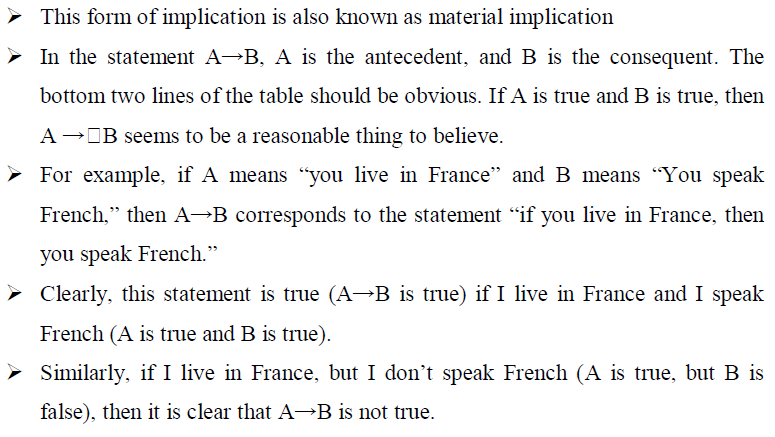 ➢ This form of implication is also known as material implication
➢ In the statement A→B, A is the antecedent, and B is the consequent. The
bottom two lines of the table should be obvious. If A is true and B is true, then
A →□B seems to be a reasonable thing to believe.
➢ For example, if A means “you live in France” and B means “You speak
French,” then A→B corresponds to the statement “if you live in France, then
you speak French.”
➢ Clearly, this statement is true (A→B is true) if I live in France and I speak
French (A is true and B is true).
➢ Similarly, if I live in France, but I don’t speak French (A is true, but B is
false), then it is clear that A→B is not true.